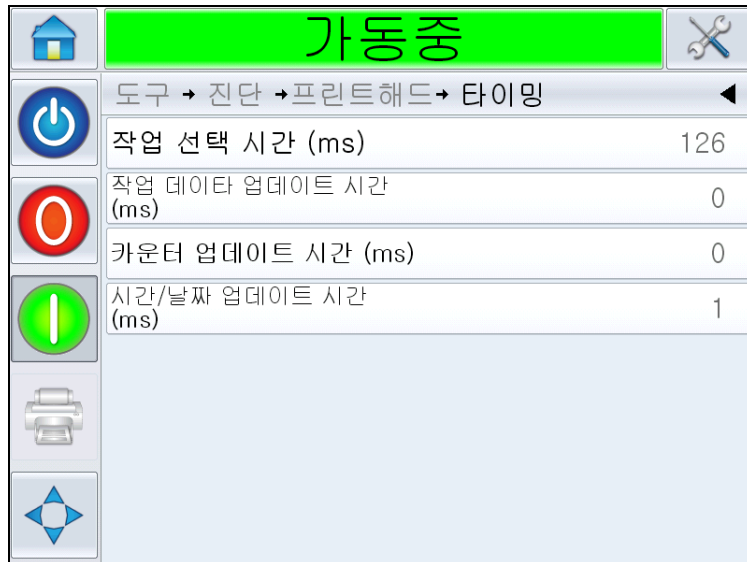 가동중
도구 → 진단 →프린트해드→ 타이밍
작업 선택 시간 (ms)
126
작업 데이타 업데이트 시간
(ms)
0
카운터 업데이트 시간 (ms)
0
시간/날짜 업데이트 시간
(ms)
1